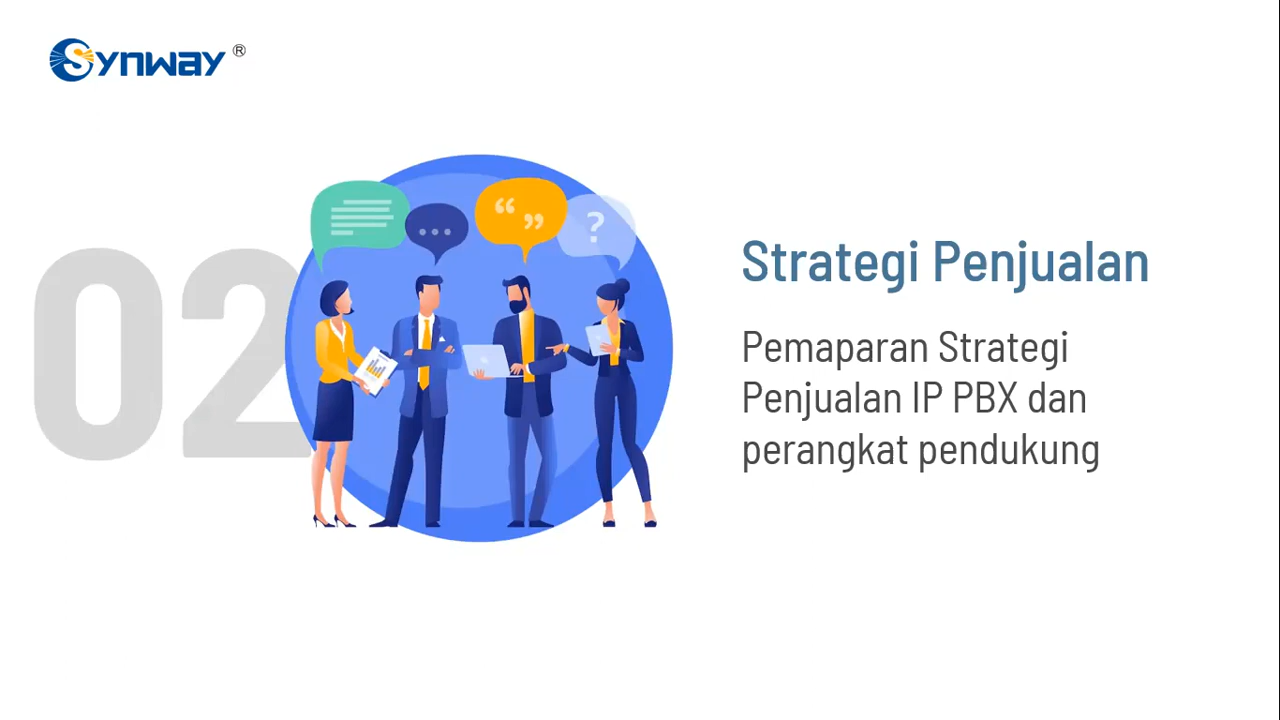 Synway ®
02
Strategi Penjualan
Pemaparan Strategi
Penjualan IP PBX dan
perangkat pendukung